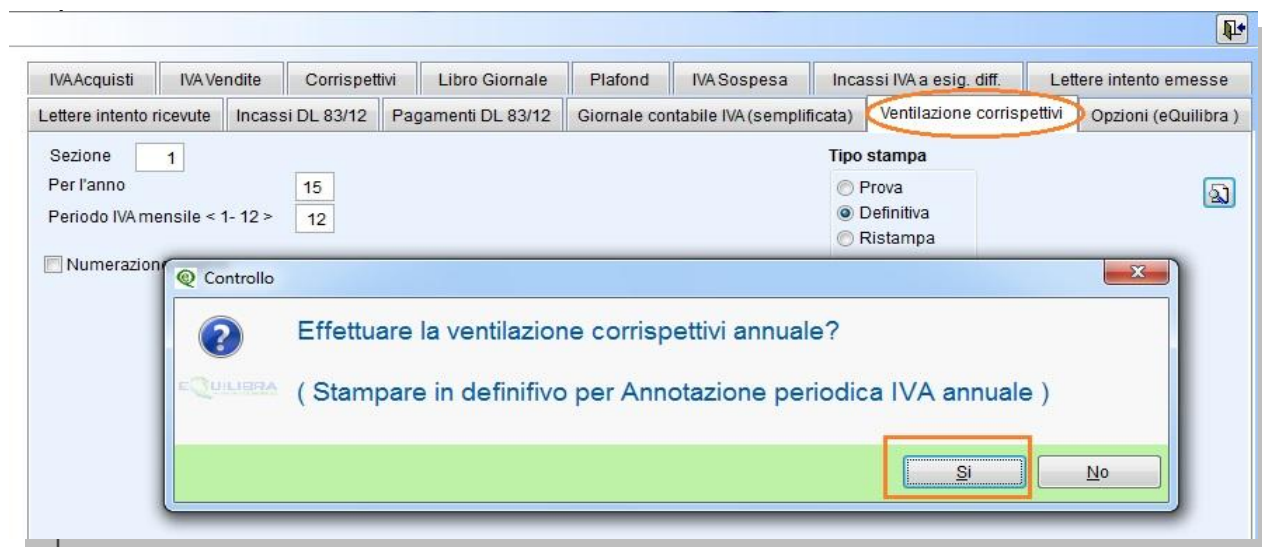 IVA Acquisti IVA Vendite Corrispettivi Libro Giornale Plafond IVA Sospesa Incassi IVA a esig. diff. Lettere intento emesse
Lettere intento ricevute Incassi DL 83/12 Pagamenti DL 83/12 Giornale contabile IVA (semplificata) Ventilazione corrispettivi Opzioni (eQuilibra )
Sezione 1 Tipo stampa
Per l'anno 15 Prova
Periodo IVA mensile < 1- 12 > 12 Definitiva
Ristampa
Numerazion
Controllo
Effettuare la ventilazione corrispettivi annuale?
EQUILIBRA
( Stampare in definifivo per Annotazione periodica IVA annuale )
Si No